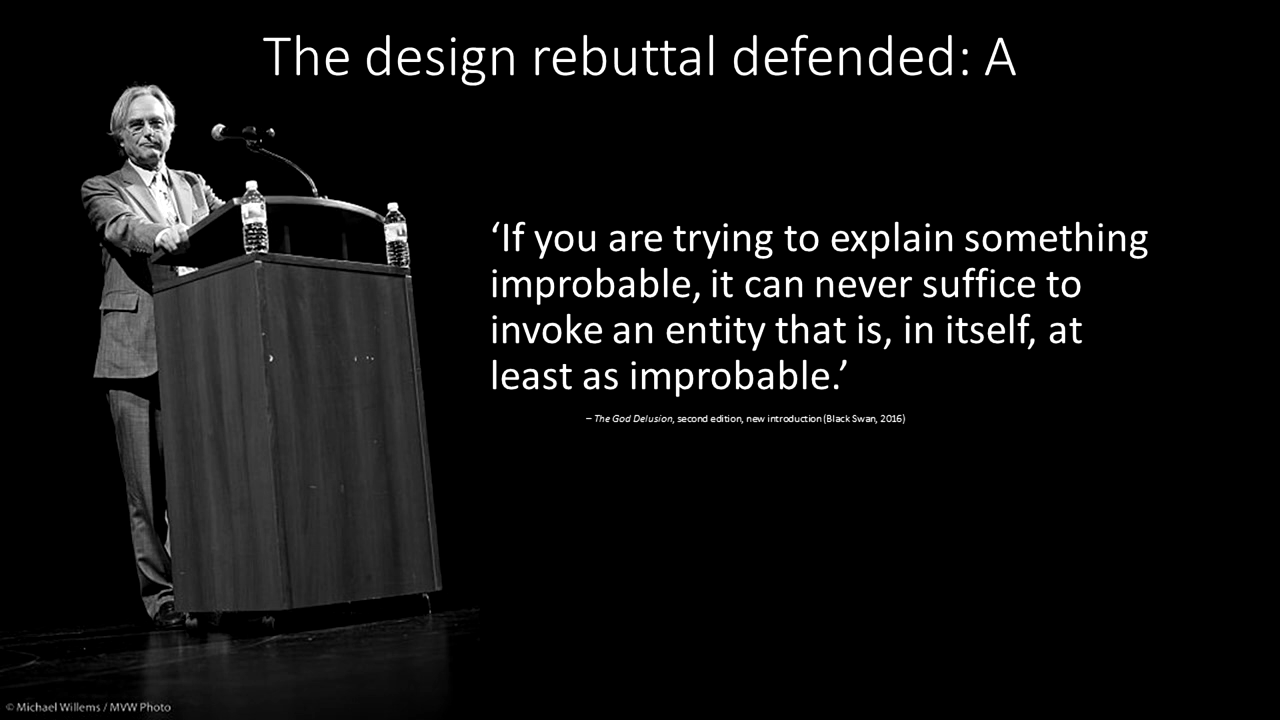 The design rebuttal defended: A
‘If you are trying to explain something
improbable, it can never suffice to
invoke an entity that is, in itself, at
least as improbable.’
– The God Delusion, second edition, new introduction (Black Swan, 2016)
© Michael Willems / MVW Photo